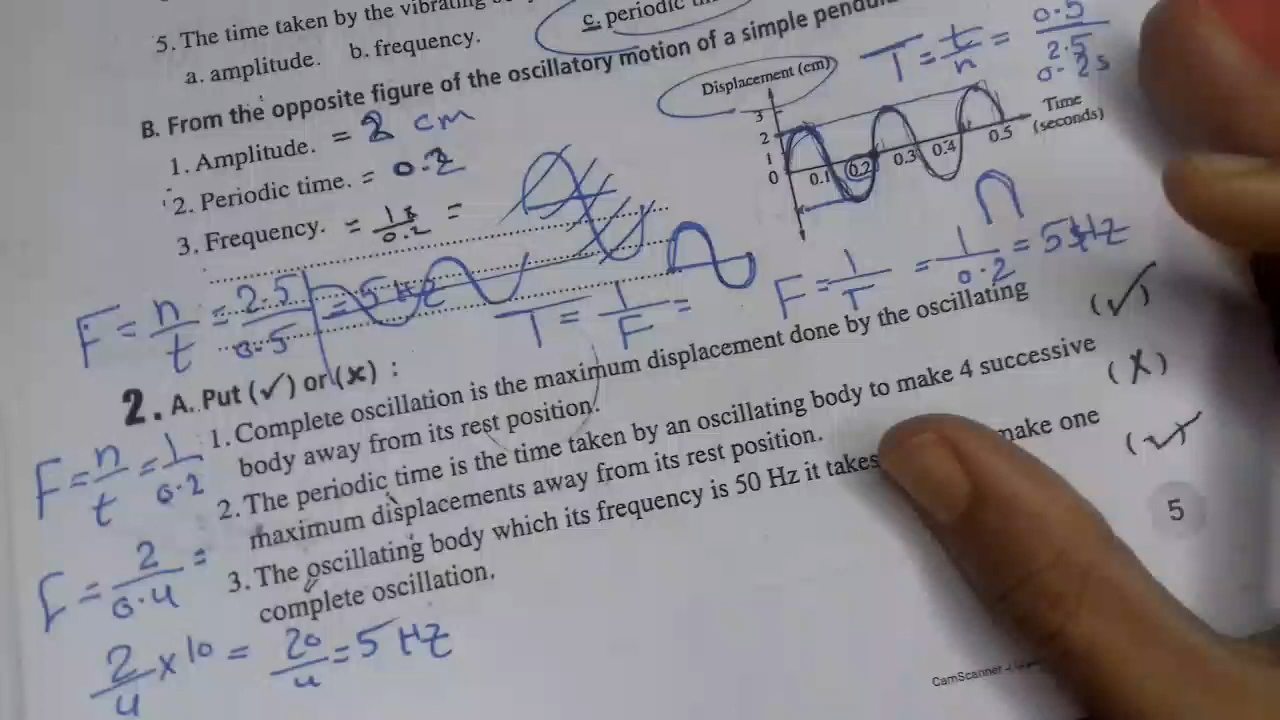 5. The time taken by the vibrating
c. periodic
a. amplitude. b. frequency.
B. From the opposite figure of the oscillatory motion of a simple
T = t/n = 0.5/2.5
0.2s
Displacement (cm)
3
2
1
0
0.1 0.2 0.3 0.4 0.5
Time
(seconds)
1. Amplitude. = 2 cm
2. Periodic time. = 0.2
3. Frequency. = 1/0.2 =
F = n/t = 2.5/0.5 = 5 Hz
T = 1/F =
F = 1/T = 1/0.2 = 5 Hz
2. A. Put (✓) or (x) :
1. Complete oscillation is the maximum displacement done by the oscillating
body away from its rest position. (✓)
2. The periodic time is the time taken by an oscillating body to make 4 successive
maximum displacements away from its rest position. (X)
3. The oscillating body which its frequency is 50 Hz it takes make one
complete oscillation. (✓)
F = n/t = 1/0.2
F = 2/0.4 =
2/4 x 10 = 20/4 = 5 HZ
5
CamScanner